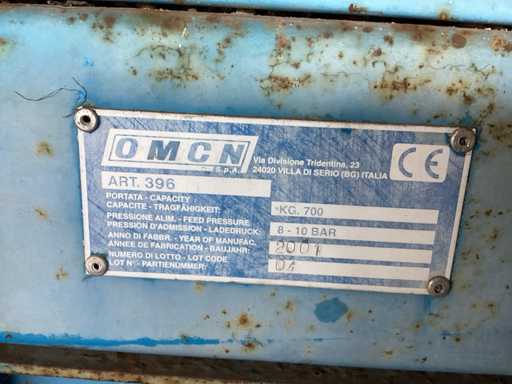 OMCN
S.p.A.
Via Divisione Tridentina, 23
24020 VILLA DI SERIO (BG) ITALIA
CE
ART. 396
PORTATA - CAPACITY
CAPACITE - TRAGFÄHIGKEIT:
KG. 700
PRESSIONE ALIM. - FEED PRESSURE
PRESSION D'ADMISSION - LADEDRUCK:
8 - 10 BAR
ANNO DI FABBR. - YEAR OF MANUFAC.
ANNEE DE FABRICATION - BAUJAHR:
2001
NUMERO DI LOTTO - LOT CODE
LOT N° - PARTIENUMMER:
04